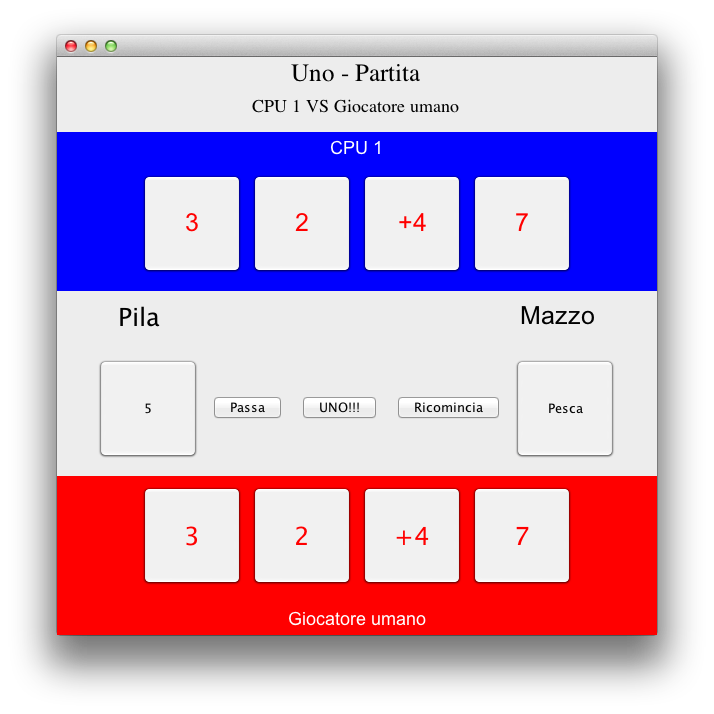 Uno - Partita
CPU 1 VS Giocatore umano
CPU 1
3 2 +4 7
Pila Mazzo
5 Passa UNO!!! Ricomincia Pesca
3 2 +4 7
Giocatore umano